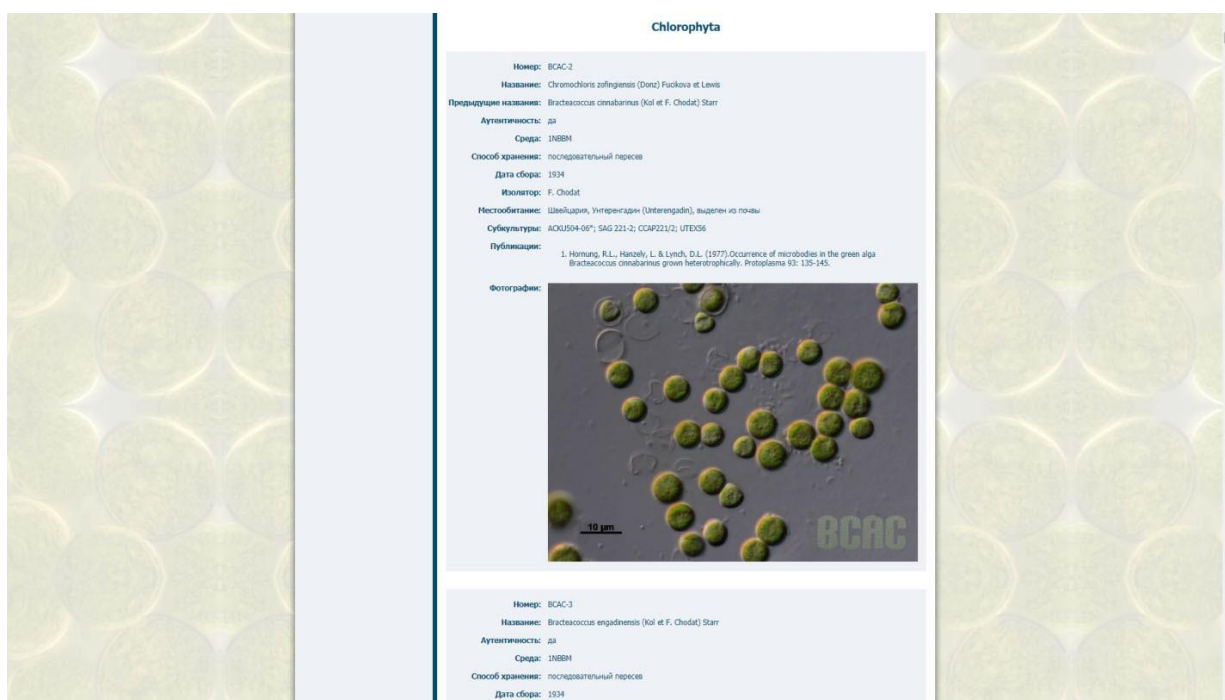 Chlorophyta
Номер: BCAC-2
Название: Chromochloris zofingiensis (Donz) Fucikova et Lewis
Предыдущие названия: Bracteacoccus cinnabarinus (Kol et F. Chodat) Starr
Аутентичность: да
Среда: 1NBBM
Способ хранения: последовательный пересев
Дата сбора: 1934
Изолятор: F. Chodat
Местообитание: Швейцария, Унтеренгадин (Unterengadin), выделен из почвы
Субкультуры: ACKU504-06*; SAG 221-2; CCAP221/2; UTEX56
Публикации:
1. Hornung, R.L., Hanzely, L. & Lynch, D.L. (1977).Occurrence of microbodies in the green alga
Bracteacoccus cinnabarinus grown heterotrophically. Protoplasma 93: 135-145.
Фотографии:
10 µm
BCAC
Номер: BCAC-3
Название: Bracteacoccus engadinensis (Kol et F. Chodat) Starr
Аутентичность: да
Среда: 1NBBM
Способ хранения: последовательный пересев
Дата сбора: 1934